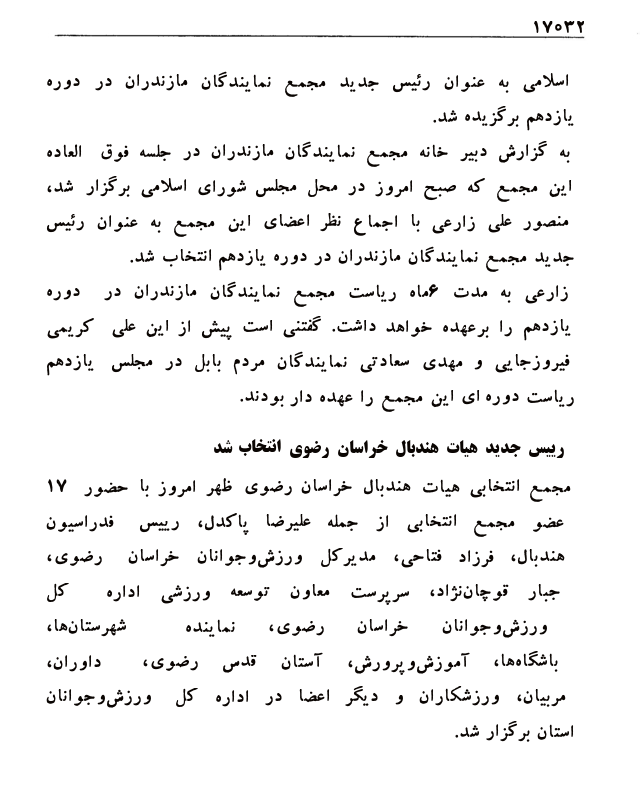 ۱۷۰۳۲
اسلامی به عنوان رئیس جدید مجمع نمایندگان مازندران در دوره
یازدهم برگزیده شد.
به گزارش دبیر خانه مجمع نمایندگان مازندران در جلسه فوق العاده
این مجمع که صبح امروز در محل مجلس شورای اسلامی برگزار شد،
منصور علی زارعی با اجماع نظر اعضای این مجمع به عنوان رئیس
جدید مجمع نمایندگان مازندران در دوره یازدهم انتخاب شد.
زارعی به مدت ۶ماه ریاست مجمع نمایندگان مازندران در دوره
یازدهم را برعهده خواهد داشت. گفتنی است پیش از این علی کریمی
فیروزجایی و مهدی سعادتی نمایندگان مردم بابل در مجلس یازدهم
ریاست دوره ای این مجمع را عهده دار بودند.
رییس جدید هیات هندبال خراسان رضوی انتخاب شد
مجمع انتخابی هیات هندبال خراسان رضوی ظهر امروز با حضور ۱۷
عضو مجمع انتخابی از جمله علیرضا پاکدل، رییس فدراسیون
هندبال، فرزاد فتاحی، مدیرکل ورزش‌وجوانان خراسان رضوی،
جبار قوچان‌نژاد، سرپرست معاون توسعه ورزشی اداره کل
ورزش‌وجوانان خراسان رضوی، نماینده شهرستان‌ها،
باشگاه‌ها، آموزش‌وپرورش، آستان قدس رضوی، داوران،
مربیان، ورزشکاران و دیگر اعضا در اداره کل ورزش‌وجوانان
استان برگزار شد.